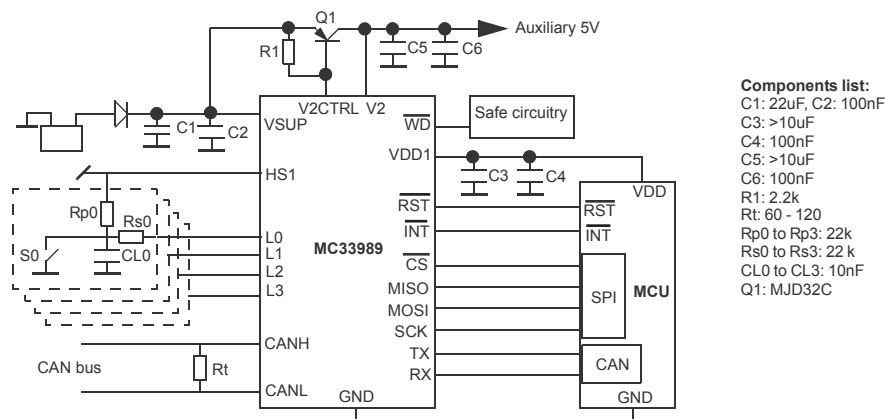 Q1
Auxiliary 5V
R1
C5
C6
V2CTRL
V2
C1
C2
VSUP
WD
Safe circuitry
VDD1
HS1
C3
C4
VDD
Rp0
Rs0
RST
RST
S0
CL0
L0
INT
INT
L1
MC33989
L2
CS
MISO
SPI
MCU
L3
MOSI
SCK
CANH
TX
CAN bus
Rt
RX
CAN
CANL
GND
GND
Components list:
C1: 22uF, C2: 100nF
C3: >10uF
C4: 100nF
C5: >10uF
C6: 100nF
R1: 2.2k
Rt: 60 - 120
Rp0 to Rp3: 22k
Rs0 to Rs3: 22 k
CL0 to CL3: 10nF
Q1: MJD32C